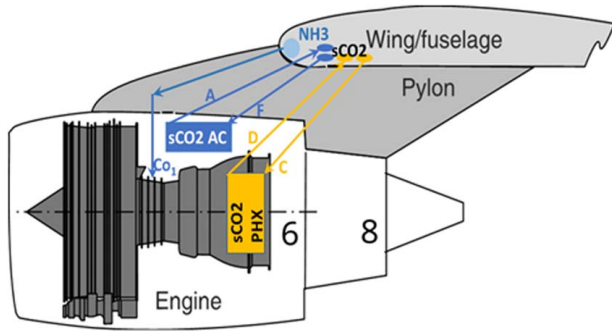 NH3
sCO2
Wing/fuselage
A
F
Pylon
sCO2 AC
D
Co1
C
sCO2
PHX
6
8
Engine